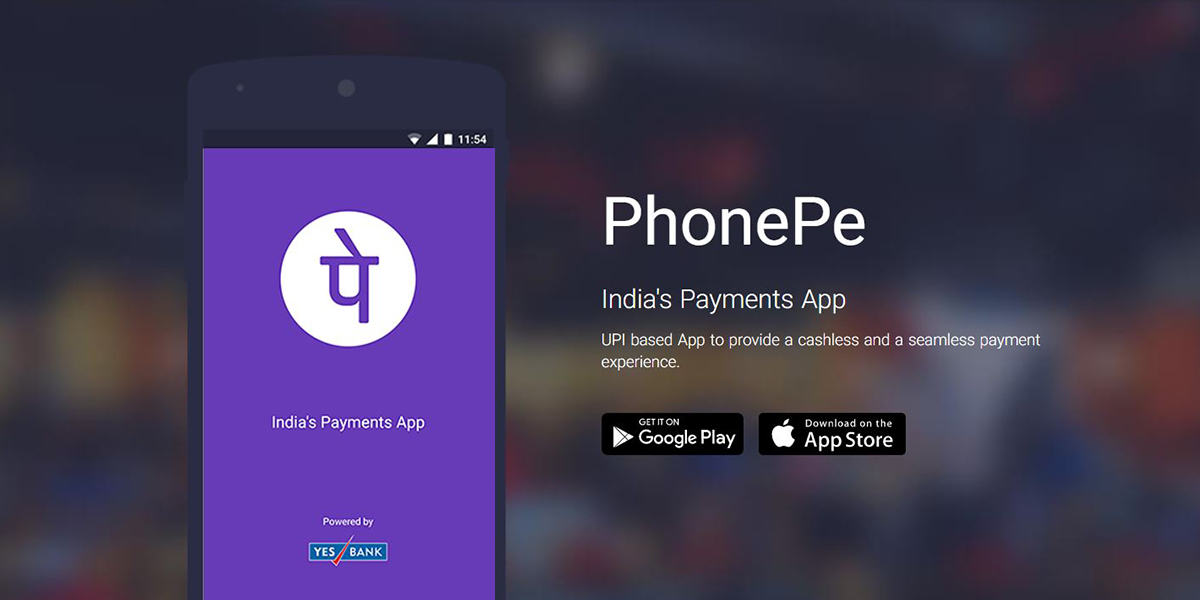 11:54
पे
India's Payments App
Powered by
YES BANK
PhonePe
India's Payments App
UPI based App to provide a cashless and a seamless payment
experience.
GET IT ON
Google Play
Download on the
App Store